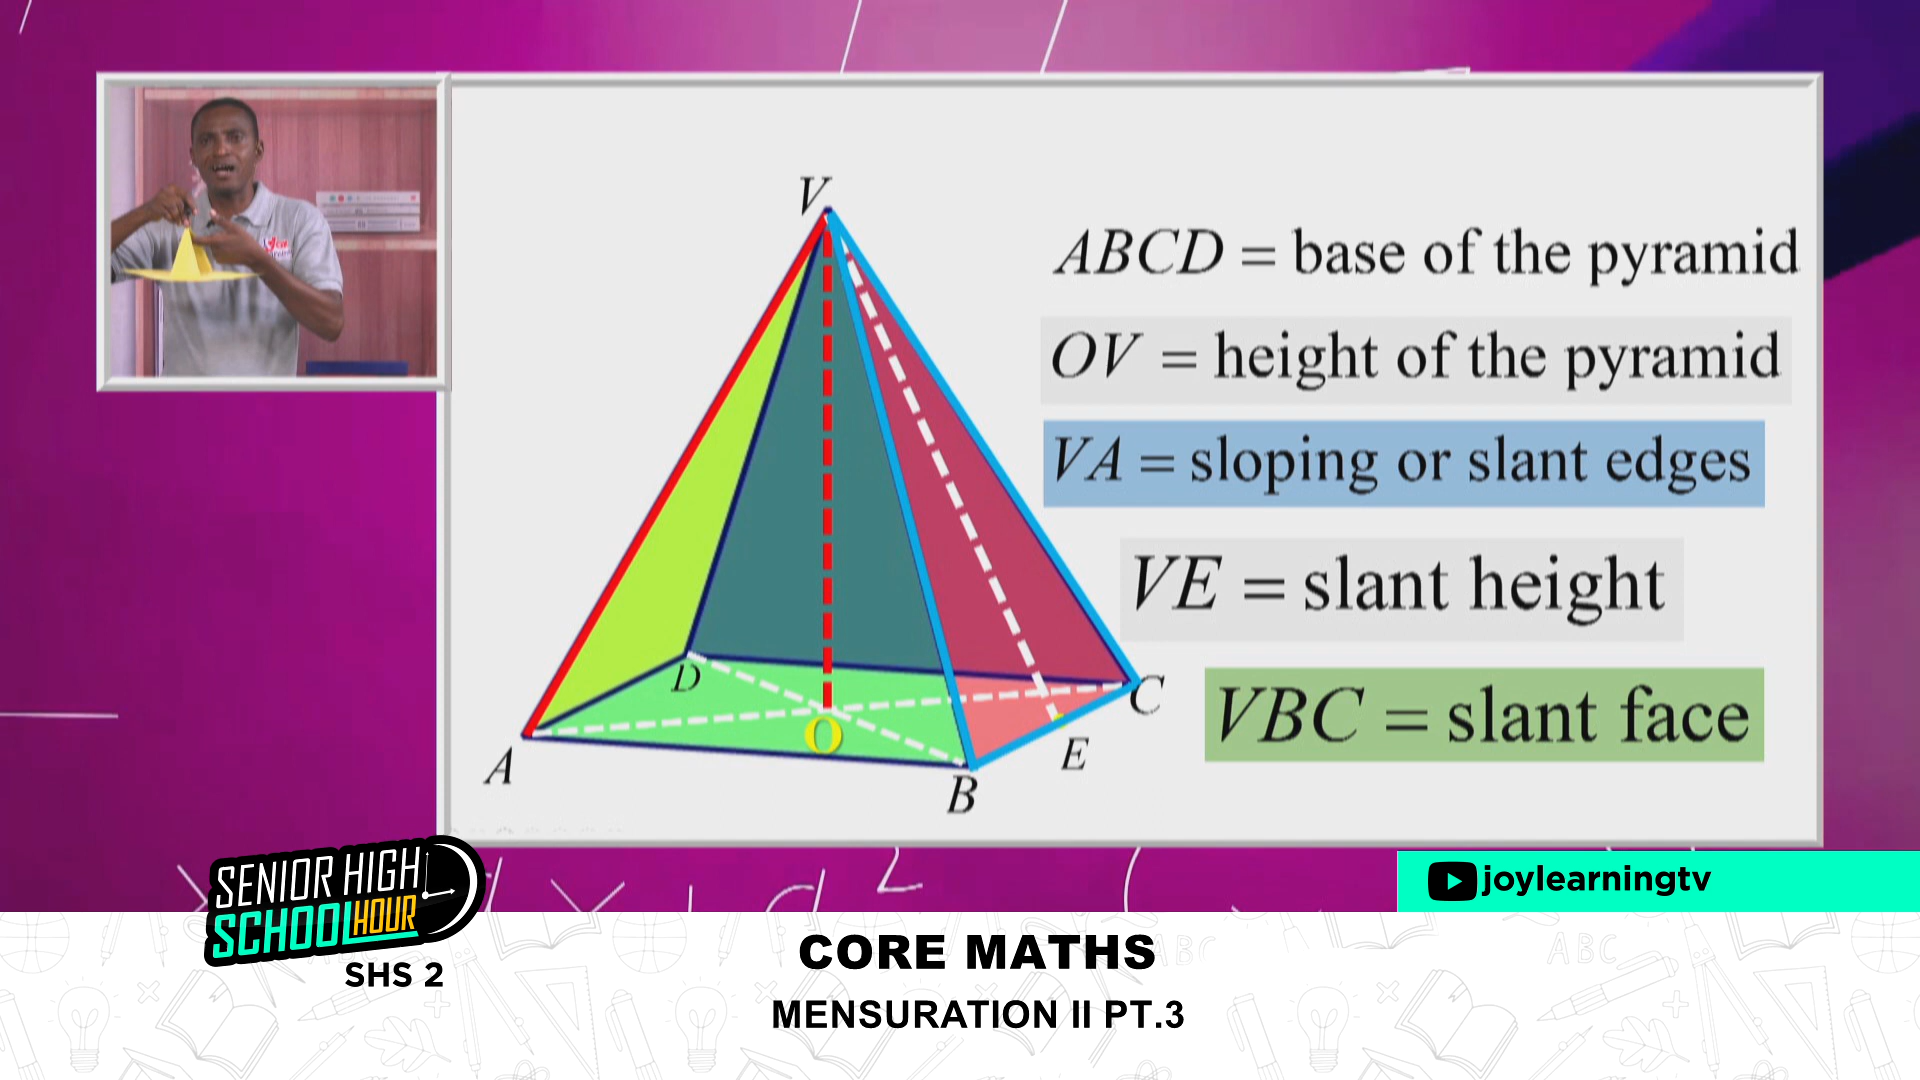 V
ABCD = base of the pyramid
OV = height of the pyramid
VA = sloping or slant edges
VE = slant height
VBC = slant face
D
C
O
E
A
B
SENIOR HIGH
SCHOOL HOUR
SHS 2
joylearningtv
CORE MATHS
MENSURATION II PT.3
ABC